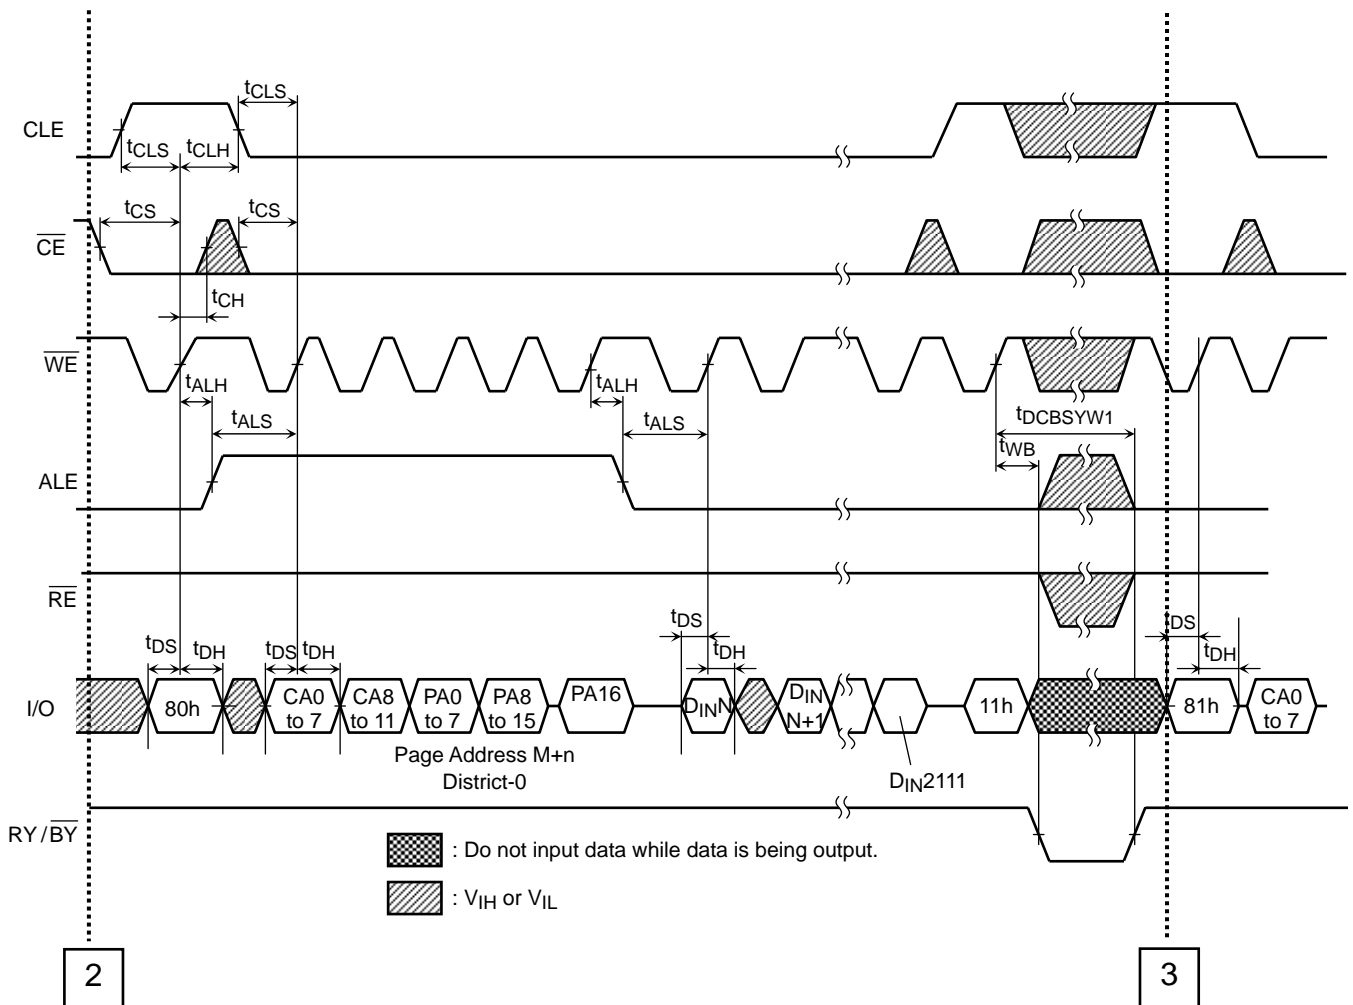 tCLS
CLE
tCLS
tCLH
tCS
tCS
CE
tCH
WE
tALH
tALH
tALS
tALS
tDCBSYW1
tWB
ALE
RE
tDS
tDH
tDS
tDH
tDS
tDH
DS
tDH
I/O
80h
CA0
to 7
CA8
to 11
PA0
to 7
PA8
to 15
PA16
DINN
DIN
N+1
11h
81h
CA0
to 7
Page Address M+n
District-0
DIN2111
RY/BY
: Do not input data while data is being output.
: VIH or VIL
2
3